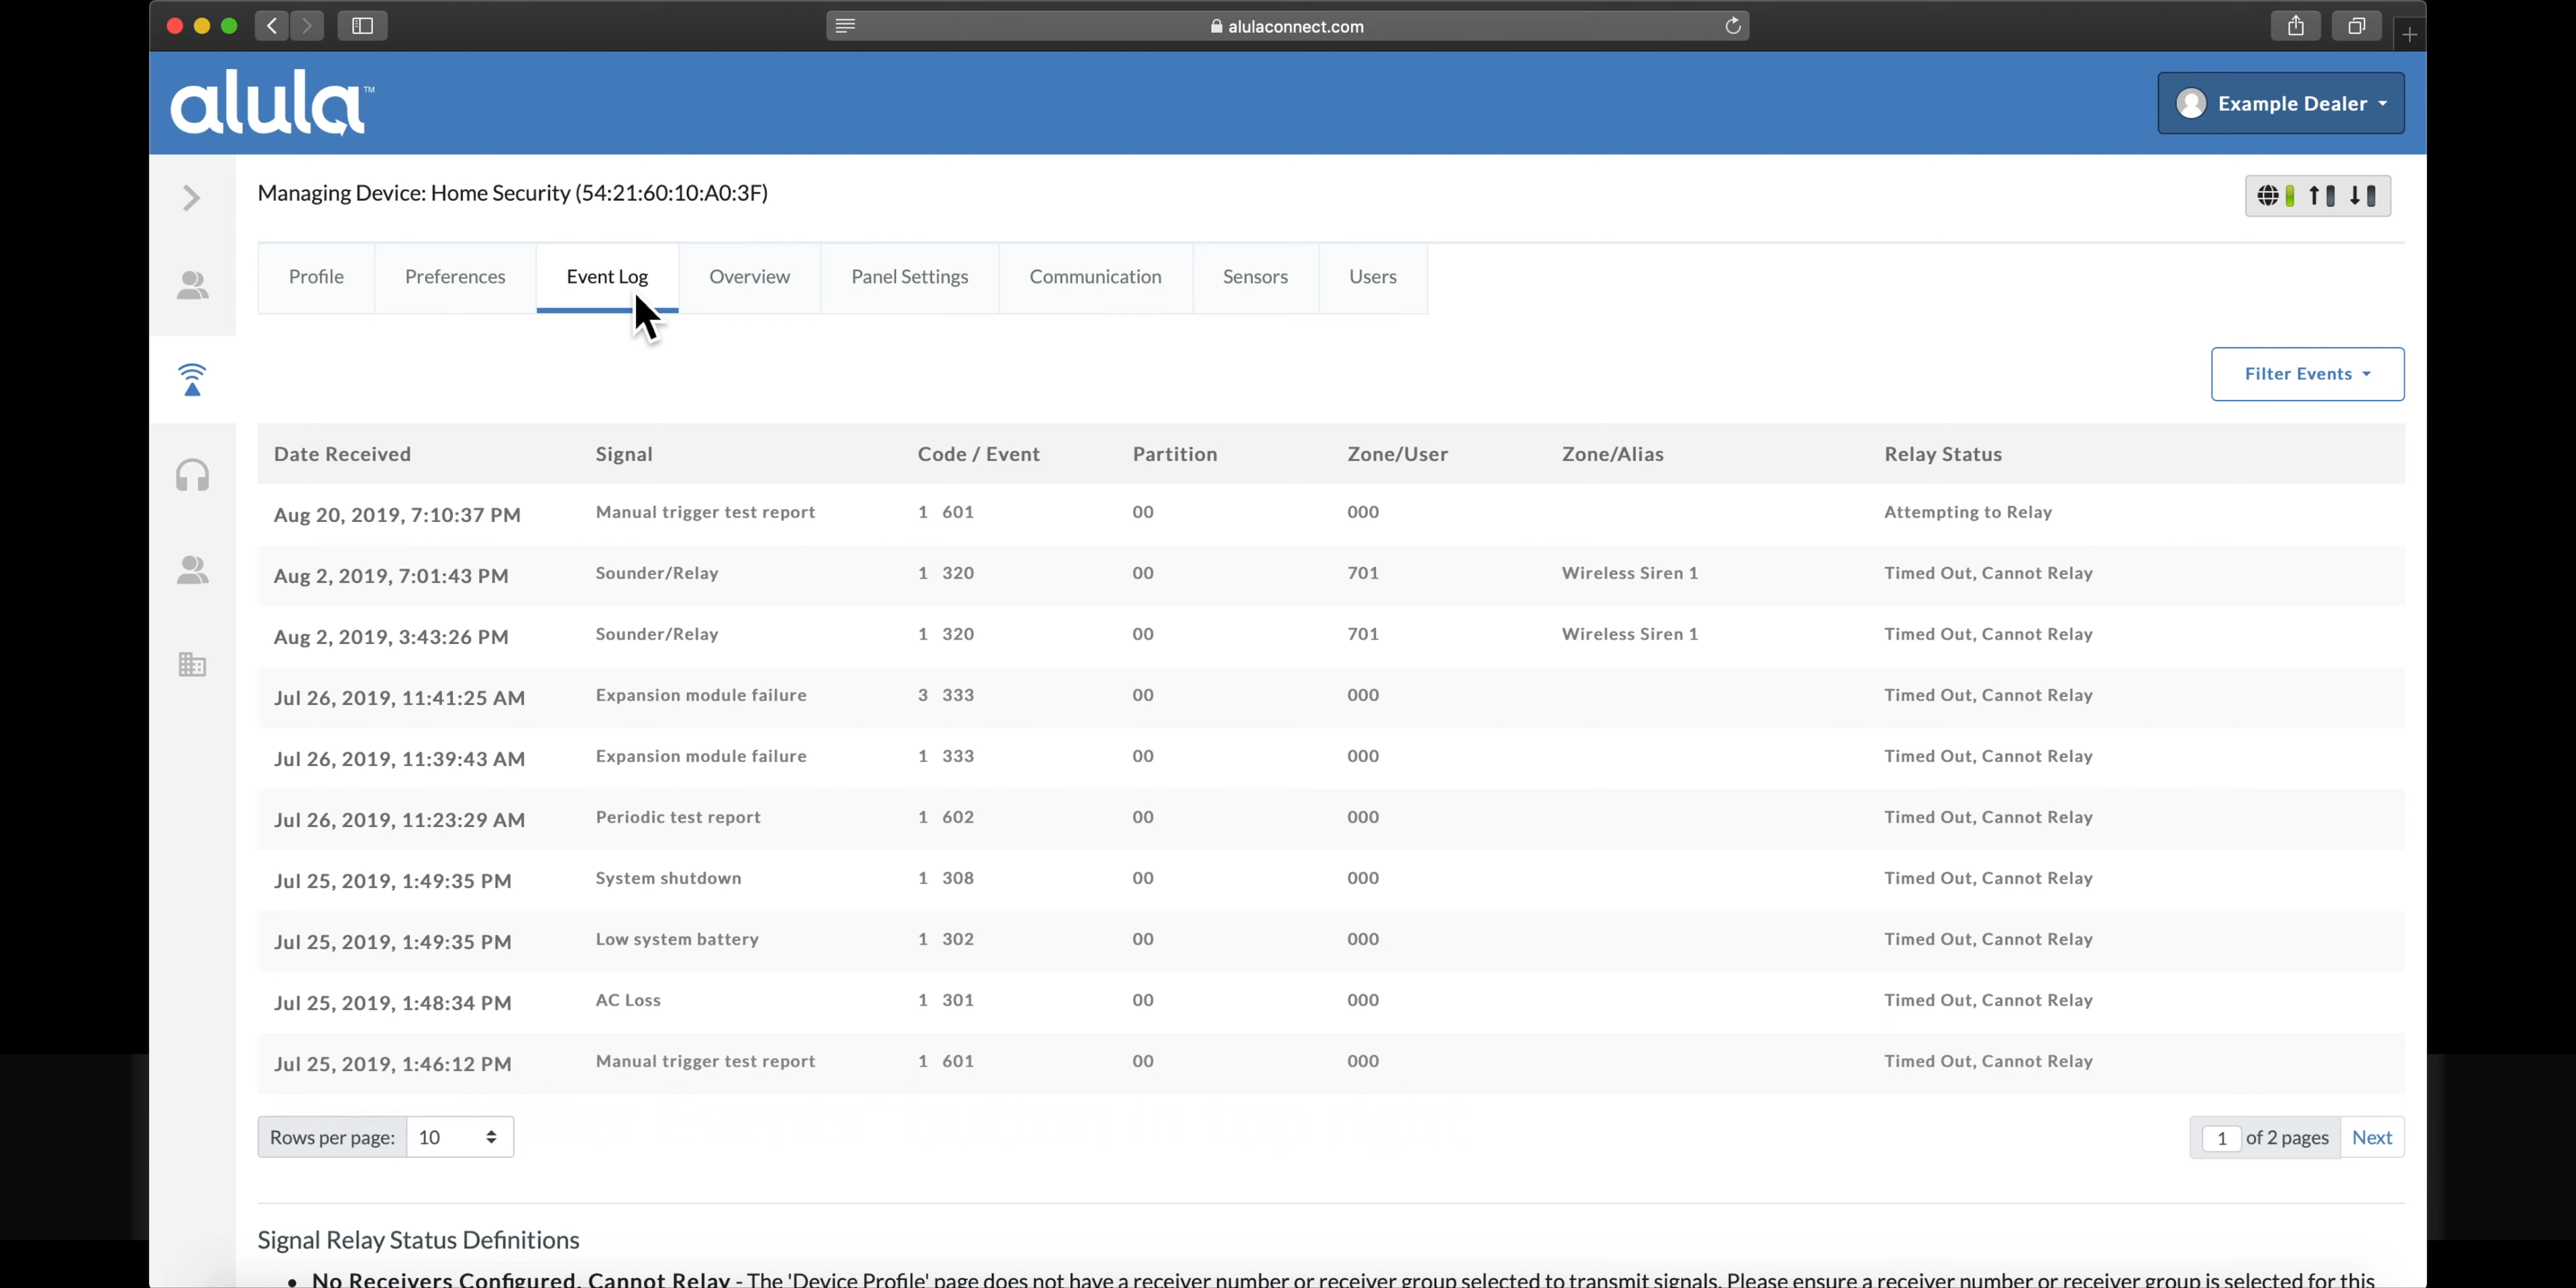 alulaconnect.com
alula™
Example Dealer
Managing Device: Home Security (54:21:60:10:A0:3F)
Profile Preferences Event Log Overview Panel Settings Communication Sensors Users
Filter Events
Date Received Signal Code / Event Partition Zone/User Zone/Alias Relay Status
Aug 20, 2019, 7:10:37 PM Manual trigger test report 1 601 00 000 Attempting to Relay
Aug 2, 2019, 7:01:43 PM Sounder/Relay 1 320 00 701 Wireless Siren 1 Timed Out, Cannot Relay
Aug 2, 2019, 3:43:26 PM Sounder/Relay 1 320 00 701 Wireless Siren 1 Timed Out, Cannot Relay
Jul 26, 2019, 11:41:25 AM Expansion module failure 3 333 00 000 Timed Out, Cannot Relay
Jul 26, 2019, 11:39:43 AM Expansion module failure 1 333 00 000 Timed Out, Cannot Relay
Jul 26, 2019, 11:23:29 AM Periodic test report 1 602 00 000 Timed Out, Cannot Relay
Jul 25, 2019, 1:49:35 PM System shutdown 1 308 00 000 Timed Out, Cannot Relay
Jul 25, 2019, 1:49:35 PM Low system battery 1 302 00 000 Timed Out, Cannot Relay
Jul 25, 2019, 1:48:34 PM AC Loss 1 301 00 000 Timed Out, Cannot Relay
Jul 25, 2019, 1:46:12 PM Manual trigger test report 1 601 00 000 Timed Out, Cannot Relay
Rows per page: 10 1 of 2 pages Next
Signal Relay Status Definitions
• No Receivers Configured, Cannot Relay - The 'Device Profile' page does not have a receiver number or receiver group selected to transmit signals. Please ensure a receiver number or receiver group is selected for this